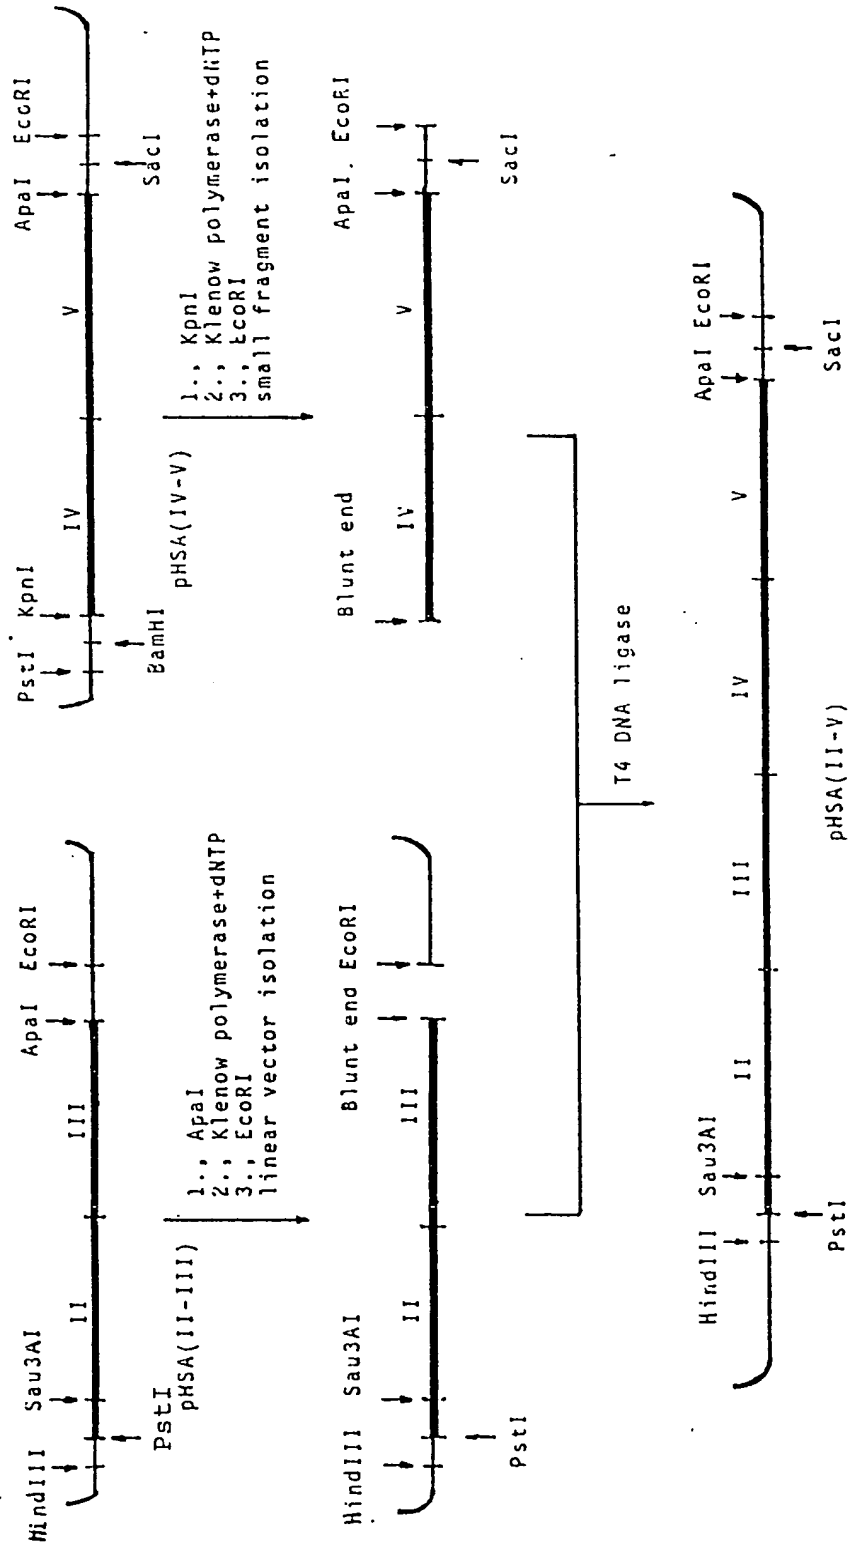 HindIII Sau3AI ApaI EcoRI
II III
PstI
pHSA(II-III)
1., ApaI
2., Klenow polymerase+dNTP
3., EcoRI
linear vector isolation
HindIII Sau3AI Blunt end EcoRI
II III
PstI
PstI KpnI ApaI EcoRI
IV V
BamHI SacI
pHSA(IV-V)
1., KpnI
2., Klenow polymerase+dNTP
3., EcoRI
small fragment isolation
Blunt end ApaI. EcoRI
IV V
SacI
T4 DNA ligase
HindIII Sau3AI ApaI EcoRI
II III IV V
PstI SacI
pHSA(II-V)